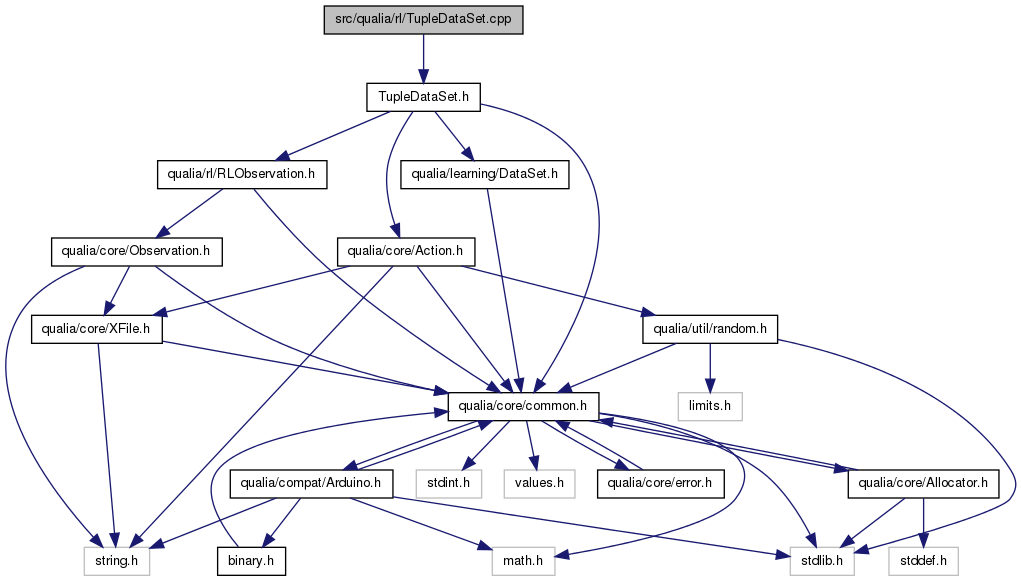 src/qualia/rl/TupleDataSet.cpp
TupleDataSet.h
qualia/rl/RLObservation.h
qualia/learning/DataSet.h
qualia/core/Observation.h
qualia/core/Action.h
qualia/core/XFile.h
qualia/util/random.h
qualia/core/common.h
limits.h
qualia/compat/Arduino.h
stdint.h
values.h
qualia/core/error.h
qualia/core/Allocator.h
string.h
binary.h
math.h
stdlib.h
stddef.h